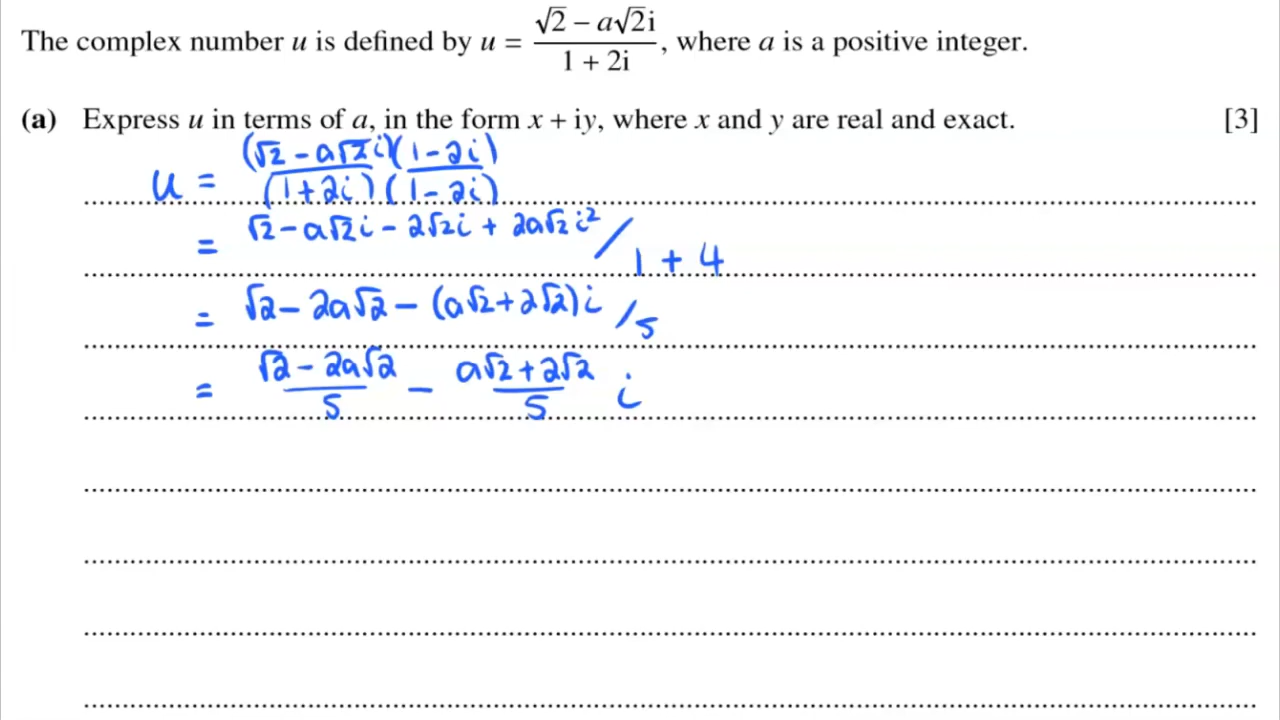 The complex number u is defined by u = (√2 − a√2i)/(1 + 2i), where a is a positive integer.
(a) Express u in terms of a, in the form x + iy, where x and y are real and exact. [3]
u = (√2 − a√2i)(1 − 2i)/(1 + 2i)(1 − 2i)
= √2 − a√2i − 2√2i + 2a√2i² / 1 + 4
= √2 − 2a√2 − (a√2 + 2√2)i / 5
= (√2 − 2a√2)/5 − (a√2 + 2√2)/5 i